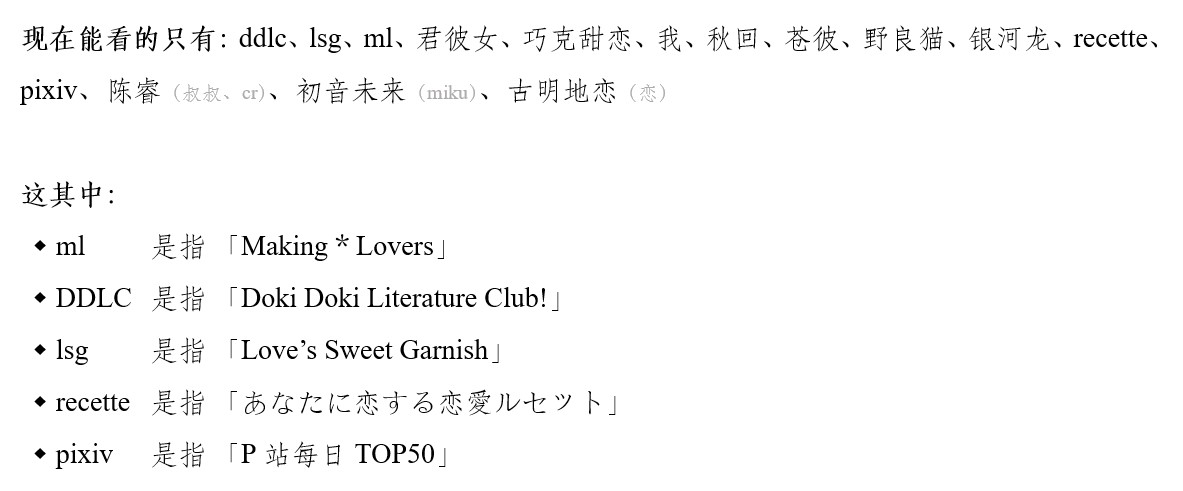 现在能看的只有：ddlc、lsg、ml、君彼女、巧克甜恋、我、秋回、苍彼、野良猫、银河龙、recette、
pixiv、陈睿（叔叔、cr）、初音未来（miku）、古明地恋（恋）
这其中：
◆ ml 是指「Making * Lovers」
◆ DDLC 是指「Doki Doki Literature Club!」
◆ lsg 是指「Love’s Sweet Garnish」
◆ recette 是指「あなたに恋する恋愛ルセット」
◆ pixiv 是指「P 站每日 TOP50」